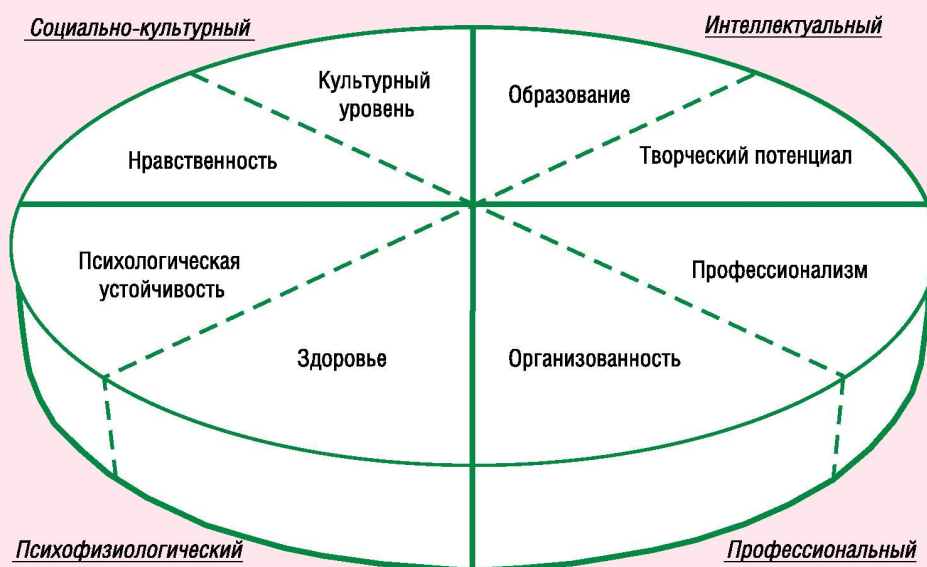 Социально-культурный
Интеллектуальный
Культурный
уровень
Образование
Нравственность
Творческий потенциал
Психологическая
устойчивость
Профессионализм
Здоровье
Организованность
Психофизиологический
Профессиональный